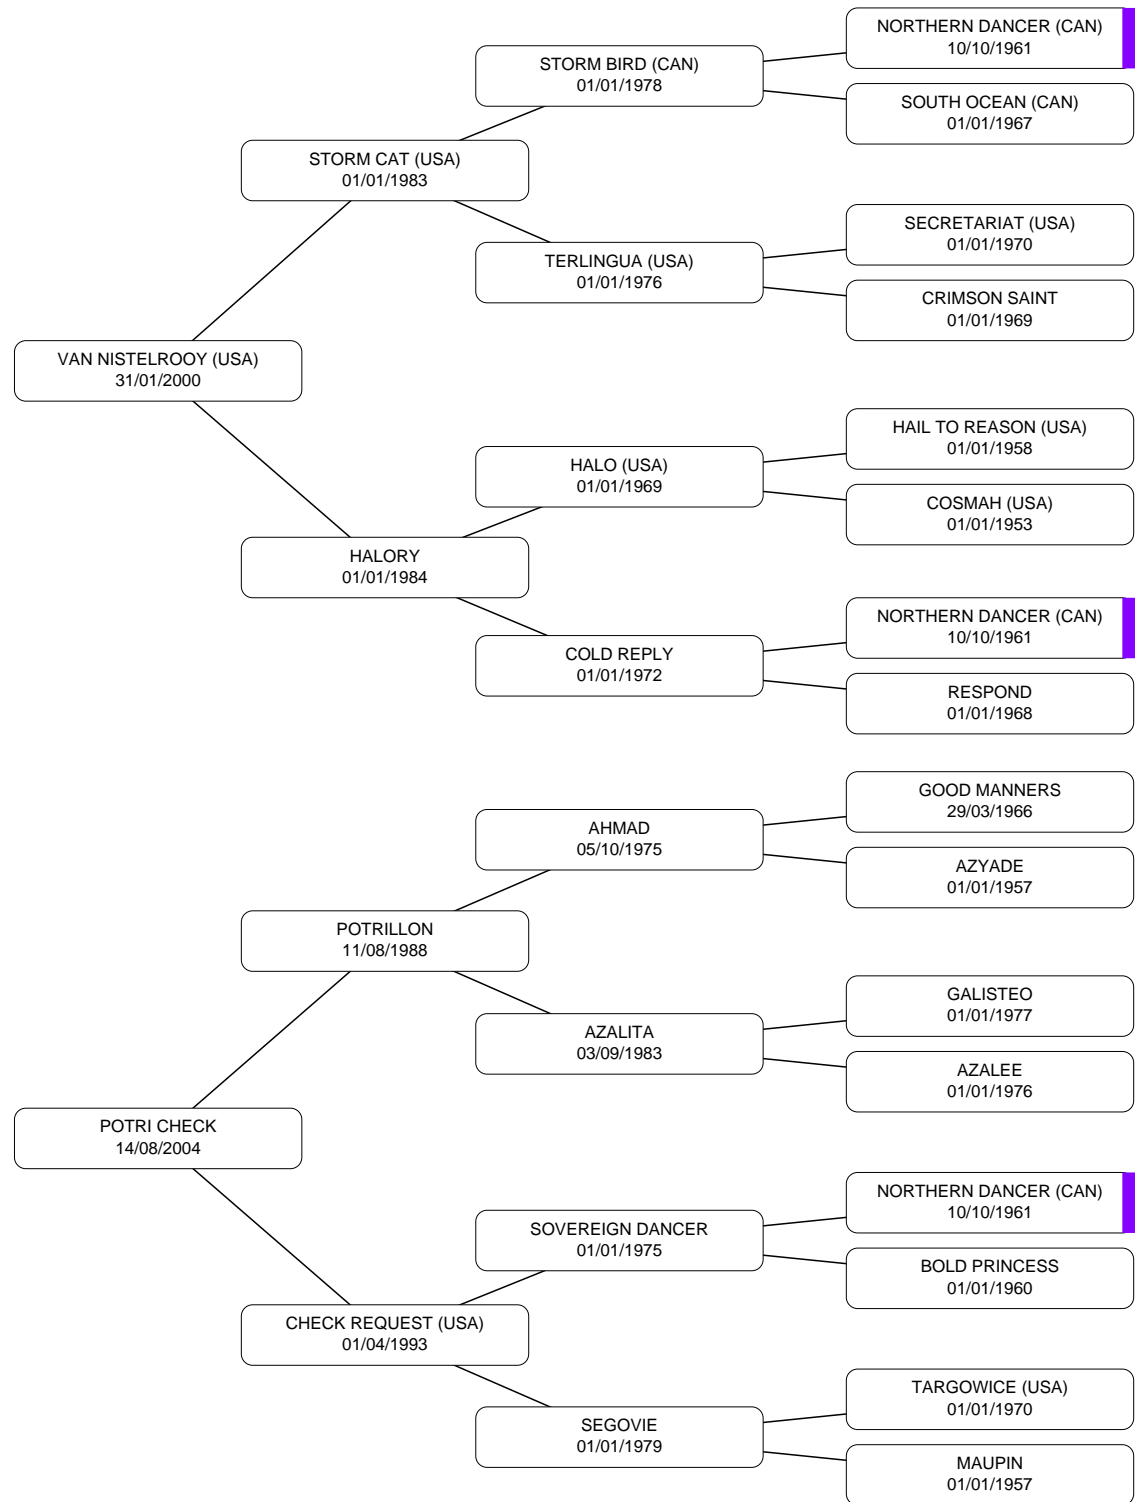 NORTHERN DANCER (CAN)
10/10/1961
STORM BIRD (CAN)
01/01/1978
SOUTH OCEAN (CAN)
01/01/1967
STORM CAT (USA)
01/01/1983
SECRETARIAT (USA)
01/01/1970
TERLINGUA (USA)
01/01/1976
CRIMSON SAINT
01/01/1969
VAN NISTELROOY (USA)
31/01/2000
HAIL TO REASON (USA)
01/01/1958
HALO (USA)
01/01/1969
COSMAH (USA)
01/01/1953
HALORY
01/01/1984
NORTHERN DANCER (CAN)
10/10/1961
COLD REPLY
01/01/1972
RESPOND
01/01/1968
GOOD MANNERS
29/03/1966
AHMAD
05/10/1975
AZYADE
01/01/1957
POTRILLON
11/08/1988
GALISTEO
01/01/1977
AZALITA
03/09/1983
AZALEE
01/01/1976
POTRI CHECK
14/08/2004
NORTHERN DANCER (CAN)
10/10/1961
SOVEREIGN DANCER
01/01/1975
BOLD PRINCESS
01/01/1960
CHECK REQUEST (USA)
01/04/1993
TARGOWICE (USA)
01/01/1970
SEGOVIE
01/01/1979
MAUPIN
01/01/1957